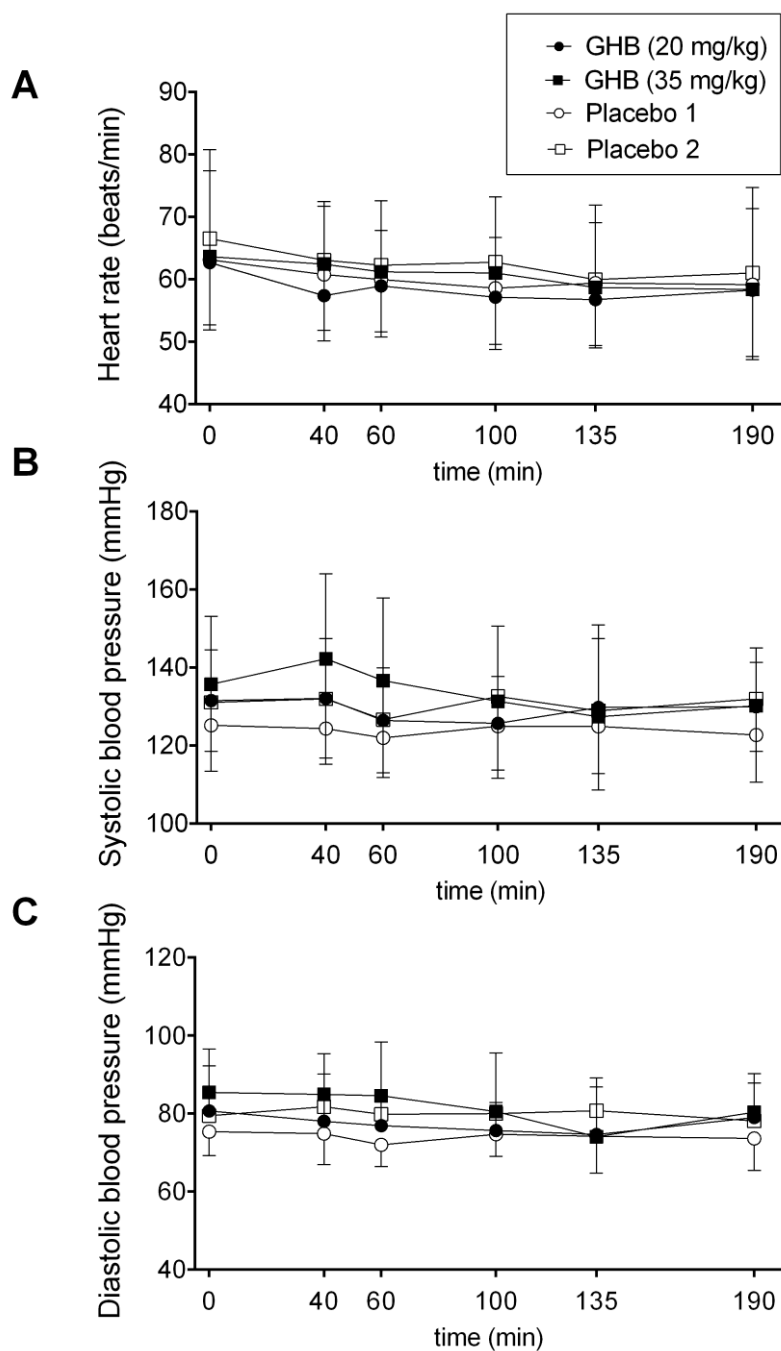 GHB (20 mg/kg)
GHB (35 mg/kg)
Placebo 1
Placebo 2
A
Heart rate (beats/min)
90
80
70
60
50
40
0 40 60 100 135 190
time (min)
B
Systolic blood pressure (mmHg)
180
160
140
120
100
0 40 60 100 135 190
time (min)
C
Diastolic blood pressure (mmHg)
120
100
80
60
40
0 40 60 100 135 190
time (min)